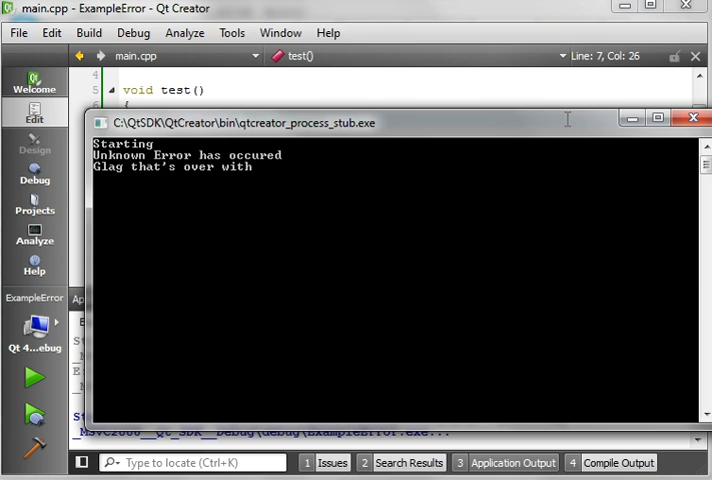 main.cpp - ExampleError - Qt Creator
File Edit Build Debug Analyze Tools Window Help
main.cpp test() Line: 7, Col: 26
Welcome
Edit
Design
Debug
Projects
Analyze
Help
ExampleError
Qt 4...ebug
4
5 void test()
{
C:\QtSDK\QtCreator\bin\qtcreator_process_stub.exe
Starting
Unknown Error has occured
Glag that's over with
Type to locate (Ctrl+K) 1 Issues 2 Search Results 3 Application Output 4 Compile Output